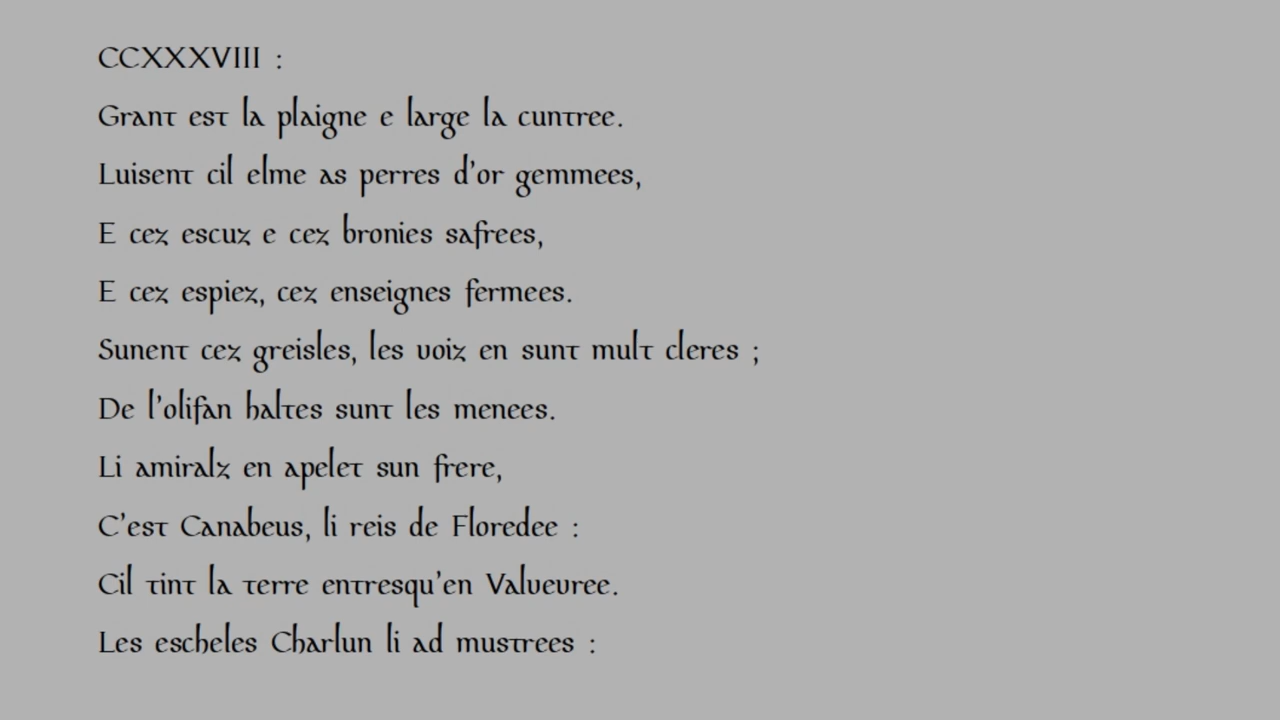 CCXXXVIII :
Grant est la plaigne e large la cuntree.
Luisent cil elme as perres d'or gemmees,
E cez escuz e cez bronies safrees,
E cez espiez, cez enseignes fermees.
Sunent cez greisles, les voiz en sunt mult cleres ;
De l'olifan haltes sunt les menees.
Li amiralz en apelet sun frere,
C'est Canabeus, li reis de Floredee :
Cil tint la terre entresqu'en Valuevree.
Les escheles Charlun li ad mustrees :